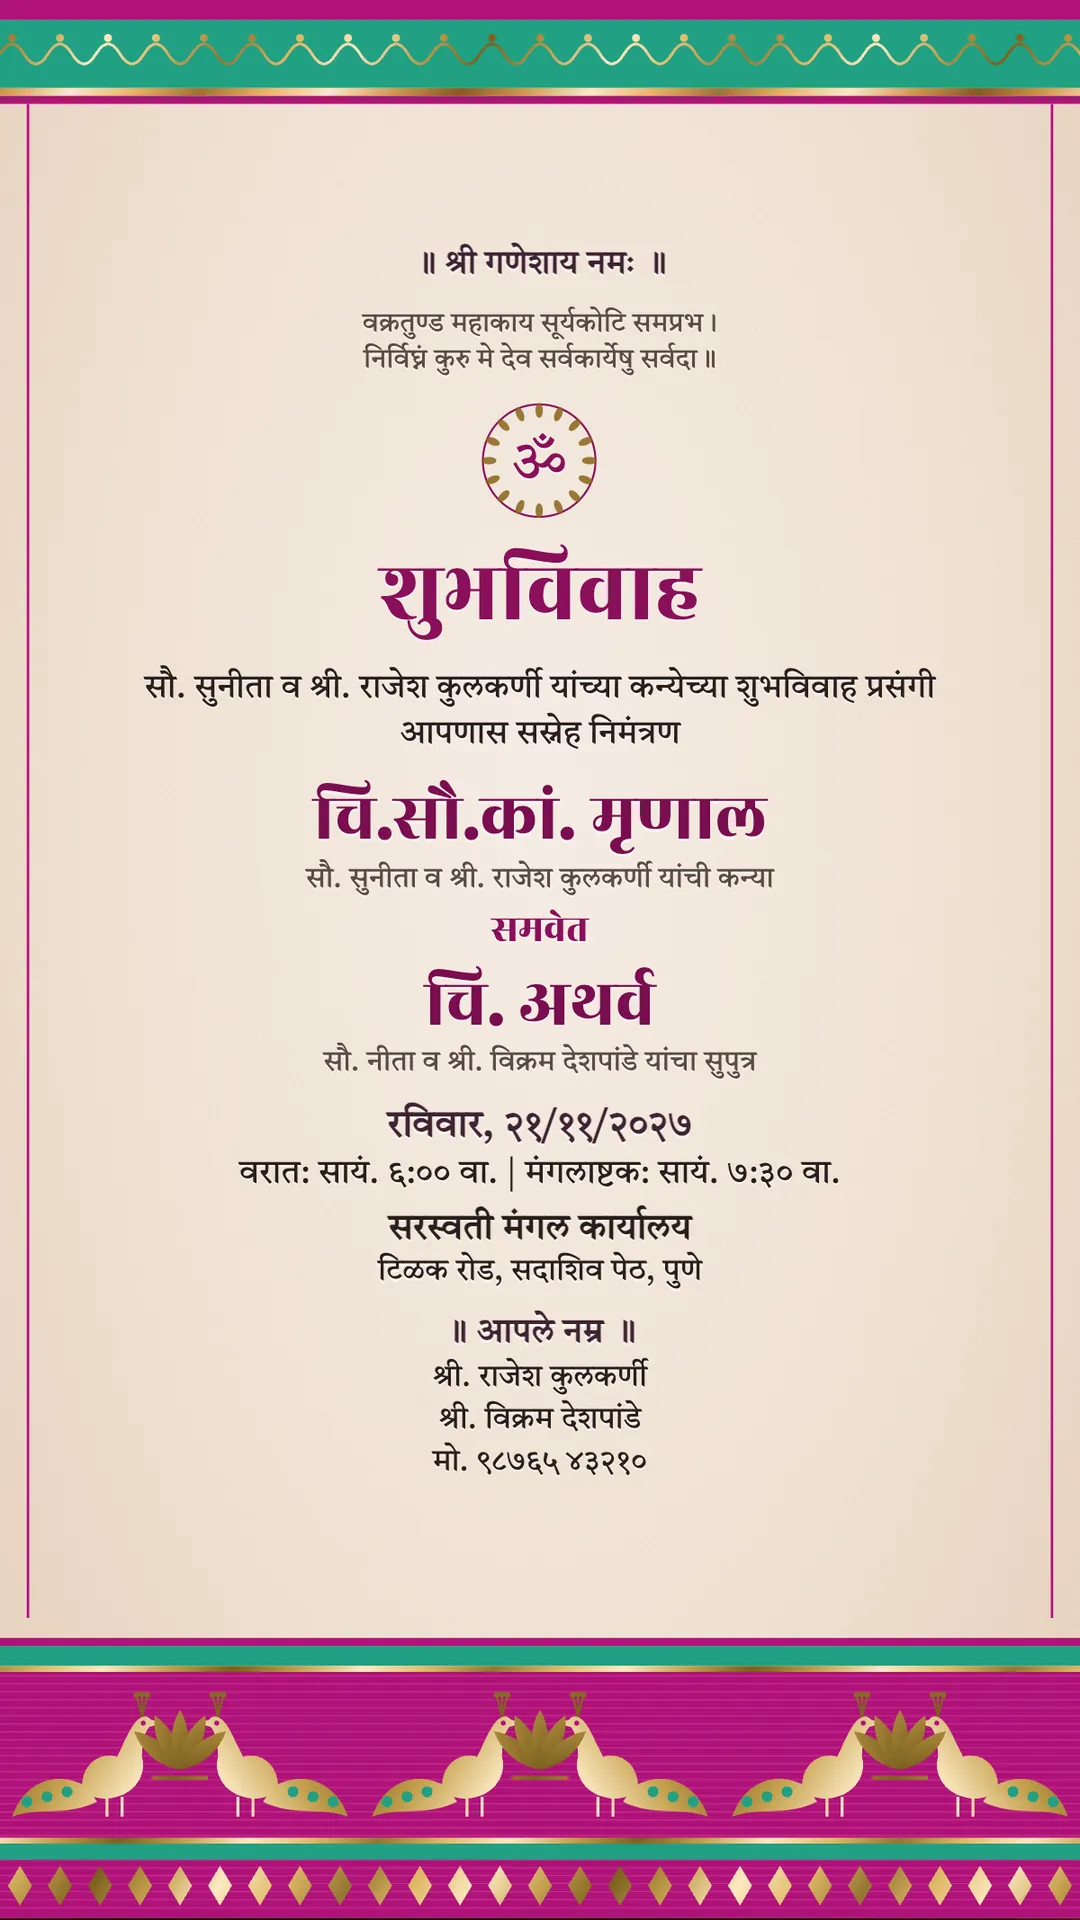 ॥ श्री गणेशाय नमः ॥
वक्रतुण्ड महाकाय सूर्यकोटि समप्रभ।
निर्विघ्नं कुरु मे देव सर्वकार्येषु सर्वदा॥
ॐ
शुभविवाह
सौ. सुनीता व श्री. राजेश कुलकर्णी यांच्या कन्येच्या शुभविवाह प्रसंगी
आपणास सस्नेह निमंत्रण
चि.सौ.कां. मृणाल
सौ. सुनीता व श्री. राजेश कुलकर्णी यांची कन्या
समवेत
चि. अथर्व
सौ. नीता व श्री. विक्रम देशपांडे यांचा सुपुत्र
रविवार, २१/११/२०२७
वरात: सायं. ६:०० वा. | मंगलाष्टक: सायं. ७:३० वा.
सरस्वती मंगल कार्यालय
टिळक रोड, सदाशिव पेठ, पुणे
॥ आपले नम्र ॥
श्री. राजेश कुलकर्णी
श्री. विक्रम देशपांडे
मो. ९८७६५ ४३२१०